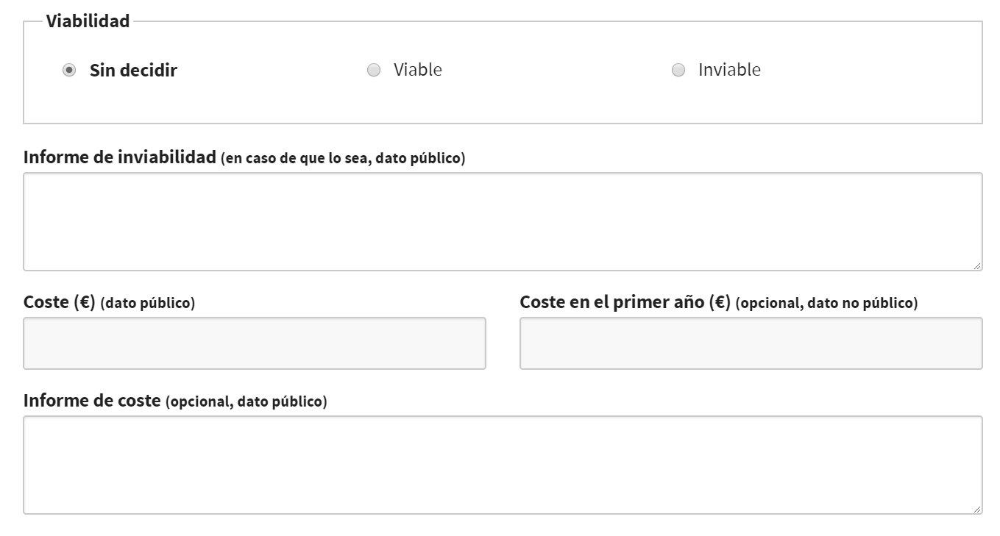 Viabilidad
Sin decidir Viable Inviable
Informe de inviabilidad (en caso de que lo sea, dato público)
Coste (€) (dato público) Coste en el primer año (€) (opcional, dato no público)
Informe de coste (opcional, dato público)